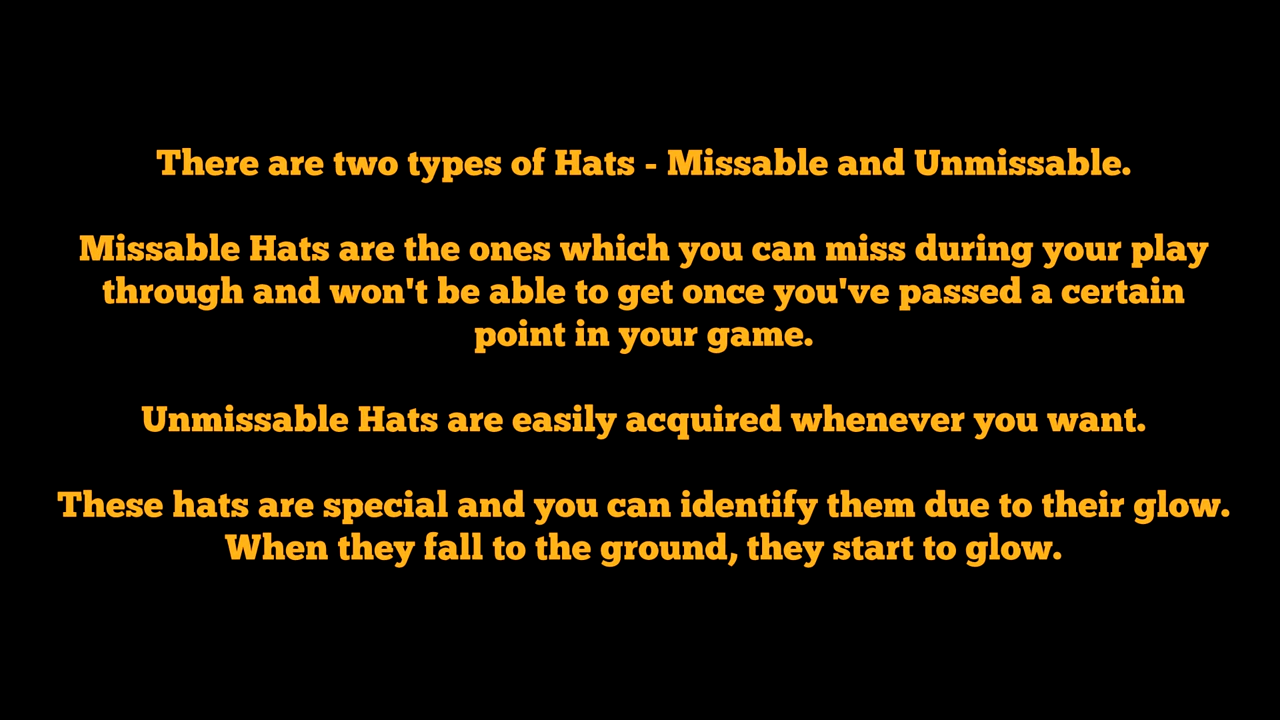 There are two types of Hats - Missable and Unmissable.
Missable Hats are the ones which you can miss during your play
through and won't be able to get once you've passed a certain
point in your game.
Unmissable Hats are easily acquired whenever you want.
These hats are special and you can identify them due to their glow.
When they fall to the ground, they start to glow.